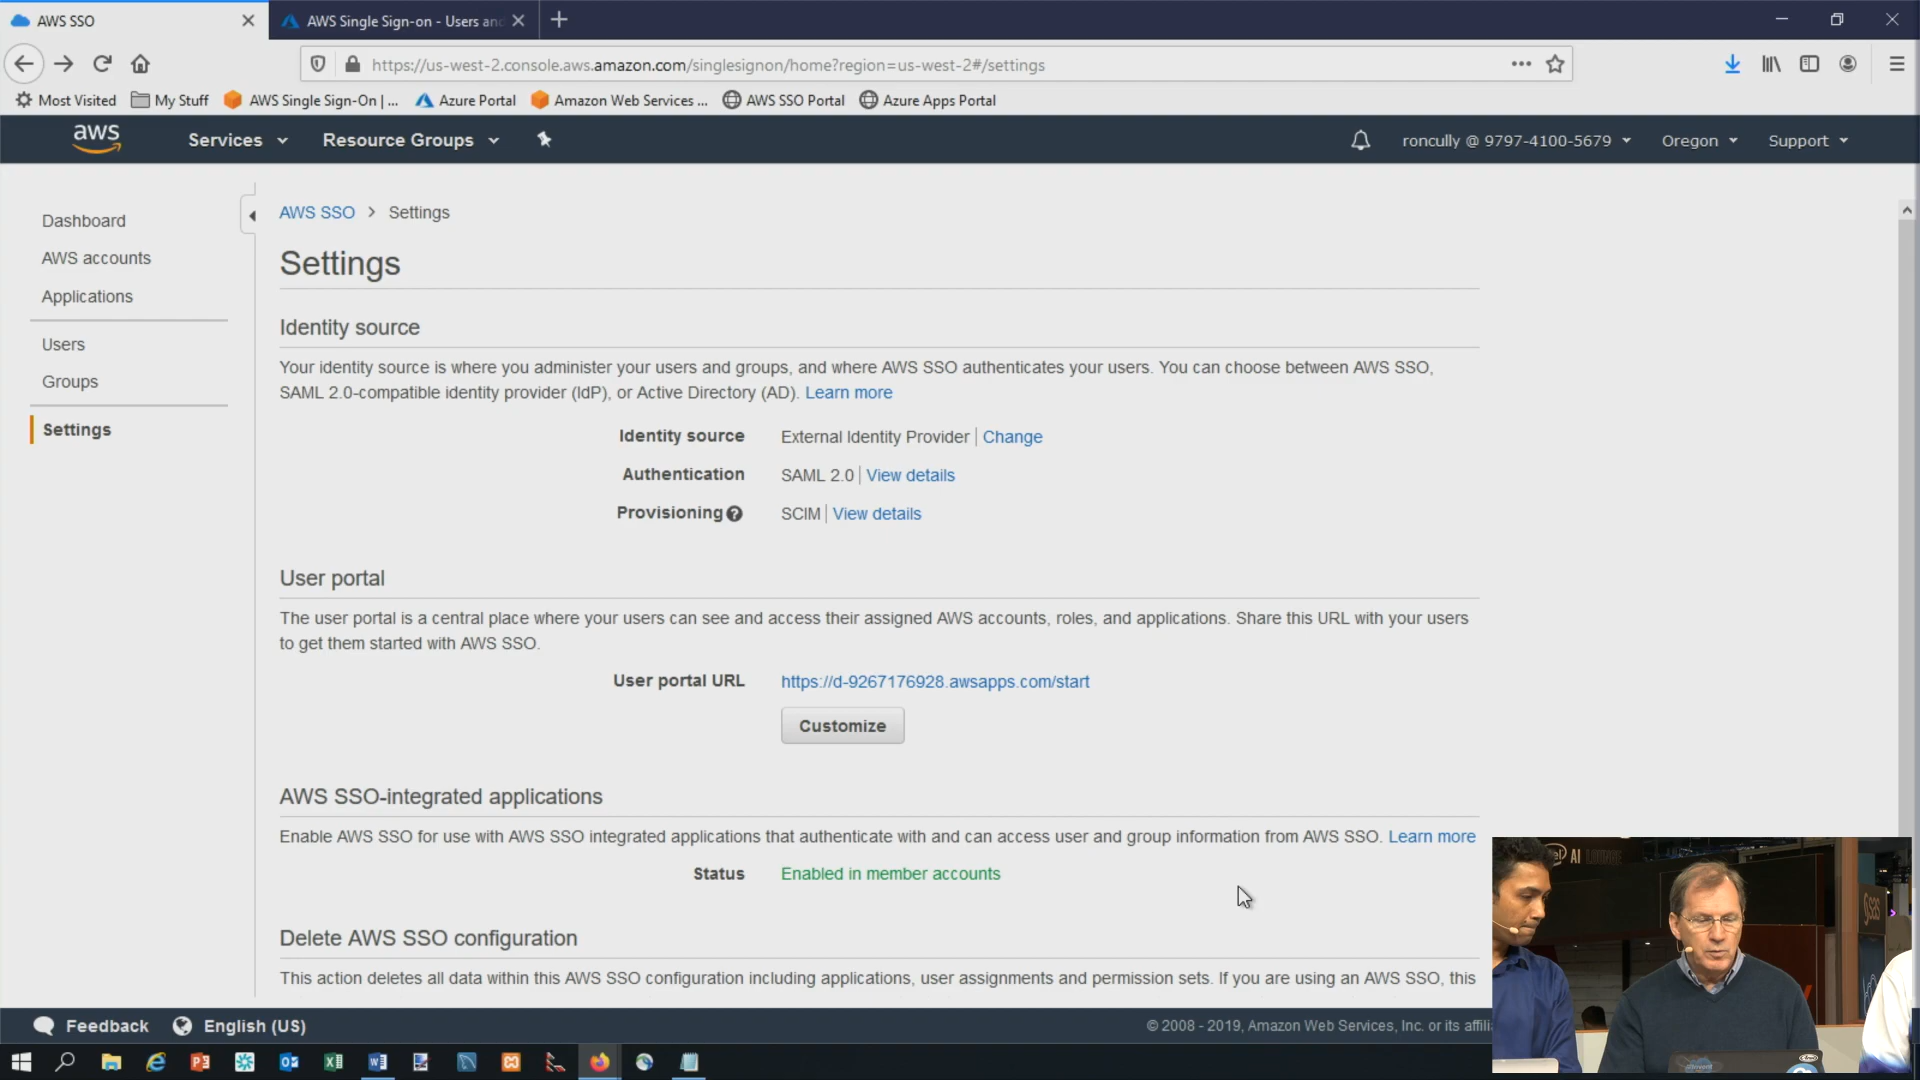 AWS SSO
AWS Single Sign-on - Users and
https://us-west-2.console.aws.amazon.com/singlesignon/home?region=us-west-2#/settings
Most Visited
My Stuff
AWS Single Sign-On | ...
Azure Portal
Amazon Web Services ...
AWS SSO Portal
Azure Apps Portal
aws
Services
Resource Groups
roncully @ 9797-4100-5679
Oregon
Support
Dashboard
AWS accounts
Applications
Users
Groups
Settings
AWS SSO > Settings
Settings
Identity source
Your identity source is where you administer your users and groups, and where AWS SSO authenticates your users. You can choose between AWS SSO,
SAML 2.0-compatible identity provider (IdP), or Active Directory (AD). Learn more
Identity source External Identity Provider | Change
Authentication SAML 2.0 | View details
Provisioning SCIM | View details
User portal
The user portal is a central place where your users can see and access their assigned AWS accounts, roles, and applications. Share this URL with your users
to get them started with AWS SSO.
User portal URL https://d-9267176928.awsapps.com/start
Customize
AWS SSO-integrated applications
Enable AWS SSO for use with AWS SSO integrated applications that authenticate with and can access user and group information from AWS SSO. Learn more
Status Enabled in member accounts
Delete AWS SSO configuration
This action deletes all data within this AWS SSO configuration including applications, user assignments and permission sets. If you are using an AWS SSO, this
Feedback
English (US)
© 2008 - 2019, Amazon Web Services, Inc. or its affili
AI LOUNGE